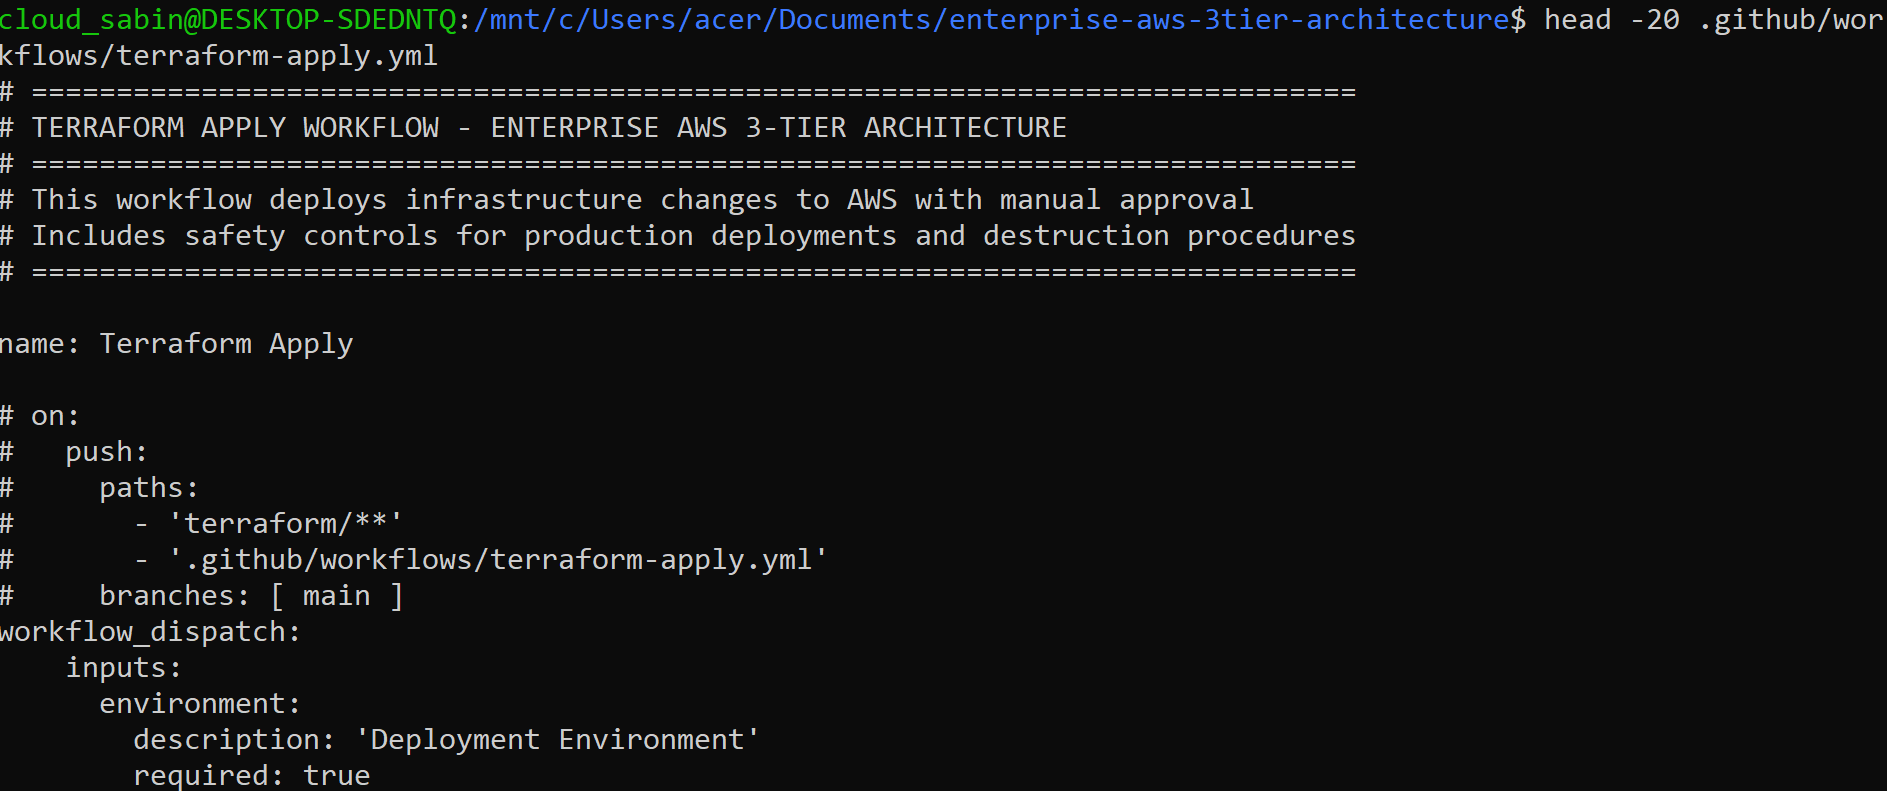 cloud_sabin@DESKTOP-SDEDNTQ:/mnt/c/Users/acer/Documents/enterprise-aws-3tier-architecture$ head -20 .github/wor
kflows/terraform-apply.yml
# ==============================================================================
# TERRAFORM APPLY WORKFLOW - ENTERPRISE AWS 3-TIER ARCHITECTURE
# ==============================================================================
# This workflow deploys infrastructure changes to AWS with manual approval
# Includes safety controls for production deployments and destruction procedures
# ==============================================================================

name: Terraform Apply

# on:
#   push:
#     paths:
#       - 'terraform/**'
#       - '.github/workflows/terraform-apply.yml'
#     branches: [ main ]
workflow_dispatch:
    inputs:
      environment:
        description: 'Deployment Environment'
        required: true